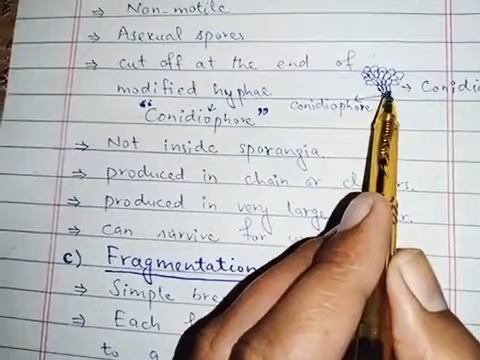 ⇒ Non-motile
⇒ Asexual spores
⇒ cut off at the end of
modified hyphae
"Conidiophore"
conidiophore
→ Conidi
⇒ Not inside sporangia.
⇒ produced in chain or
⇒ produced in very large
⇒ can survive for
c) Fragmentation
⇒ Simple
⇒ Each
to a